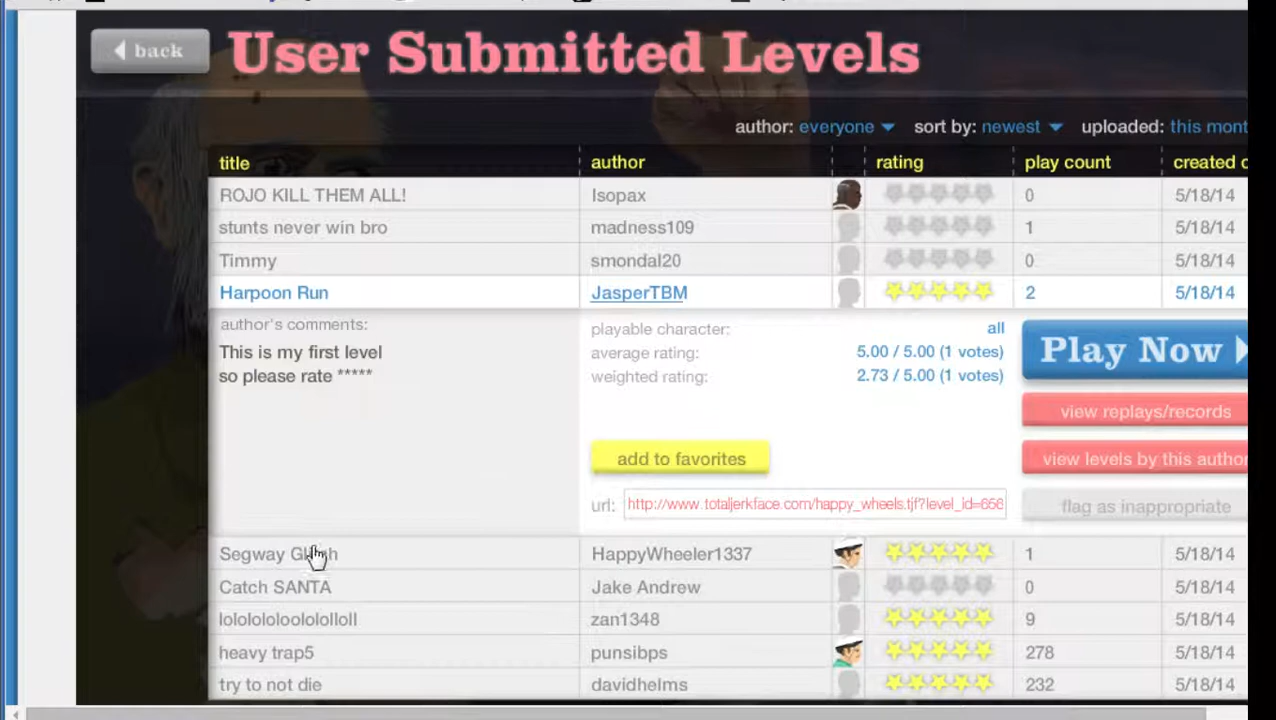 back
User Submitted Levels
author: everyone sort by: newest uploaded: this mont
title author rating play count created
ROJO KILL THEM ALL! Isopax 0 5/18/14
stunts never win bro madness109 1 5/18/14
Timmy smondal20 0 5/18/14
Harpoon Run JasperTBM 2 5/18/14
author's comments:
This is my first level
so please rate *****
playable character: all
average rating: 5.00 / 5.00 (1 votes)
weighted rating: 2.73 / 5.00 (1 votes)
Play Now
view replays/records
add to favorites
view levels by this author
url: http://www.totaljerkface.com/happy_wheels.tjf?level_id=656
flag as inappropriate
Segway HappyWheeler1337 1 5/18/14
Catch SANTA Jake Andrew 0 5/18/14
zan1348 9 5/18/14
heavy trap5 punsibps 278 5/18/14
try to not die davidhelms 232 5/18/14